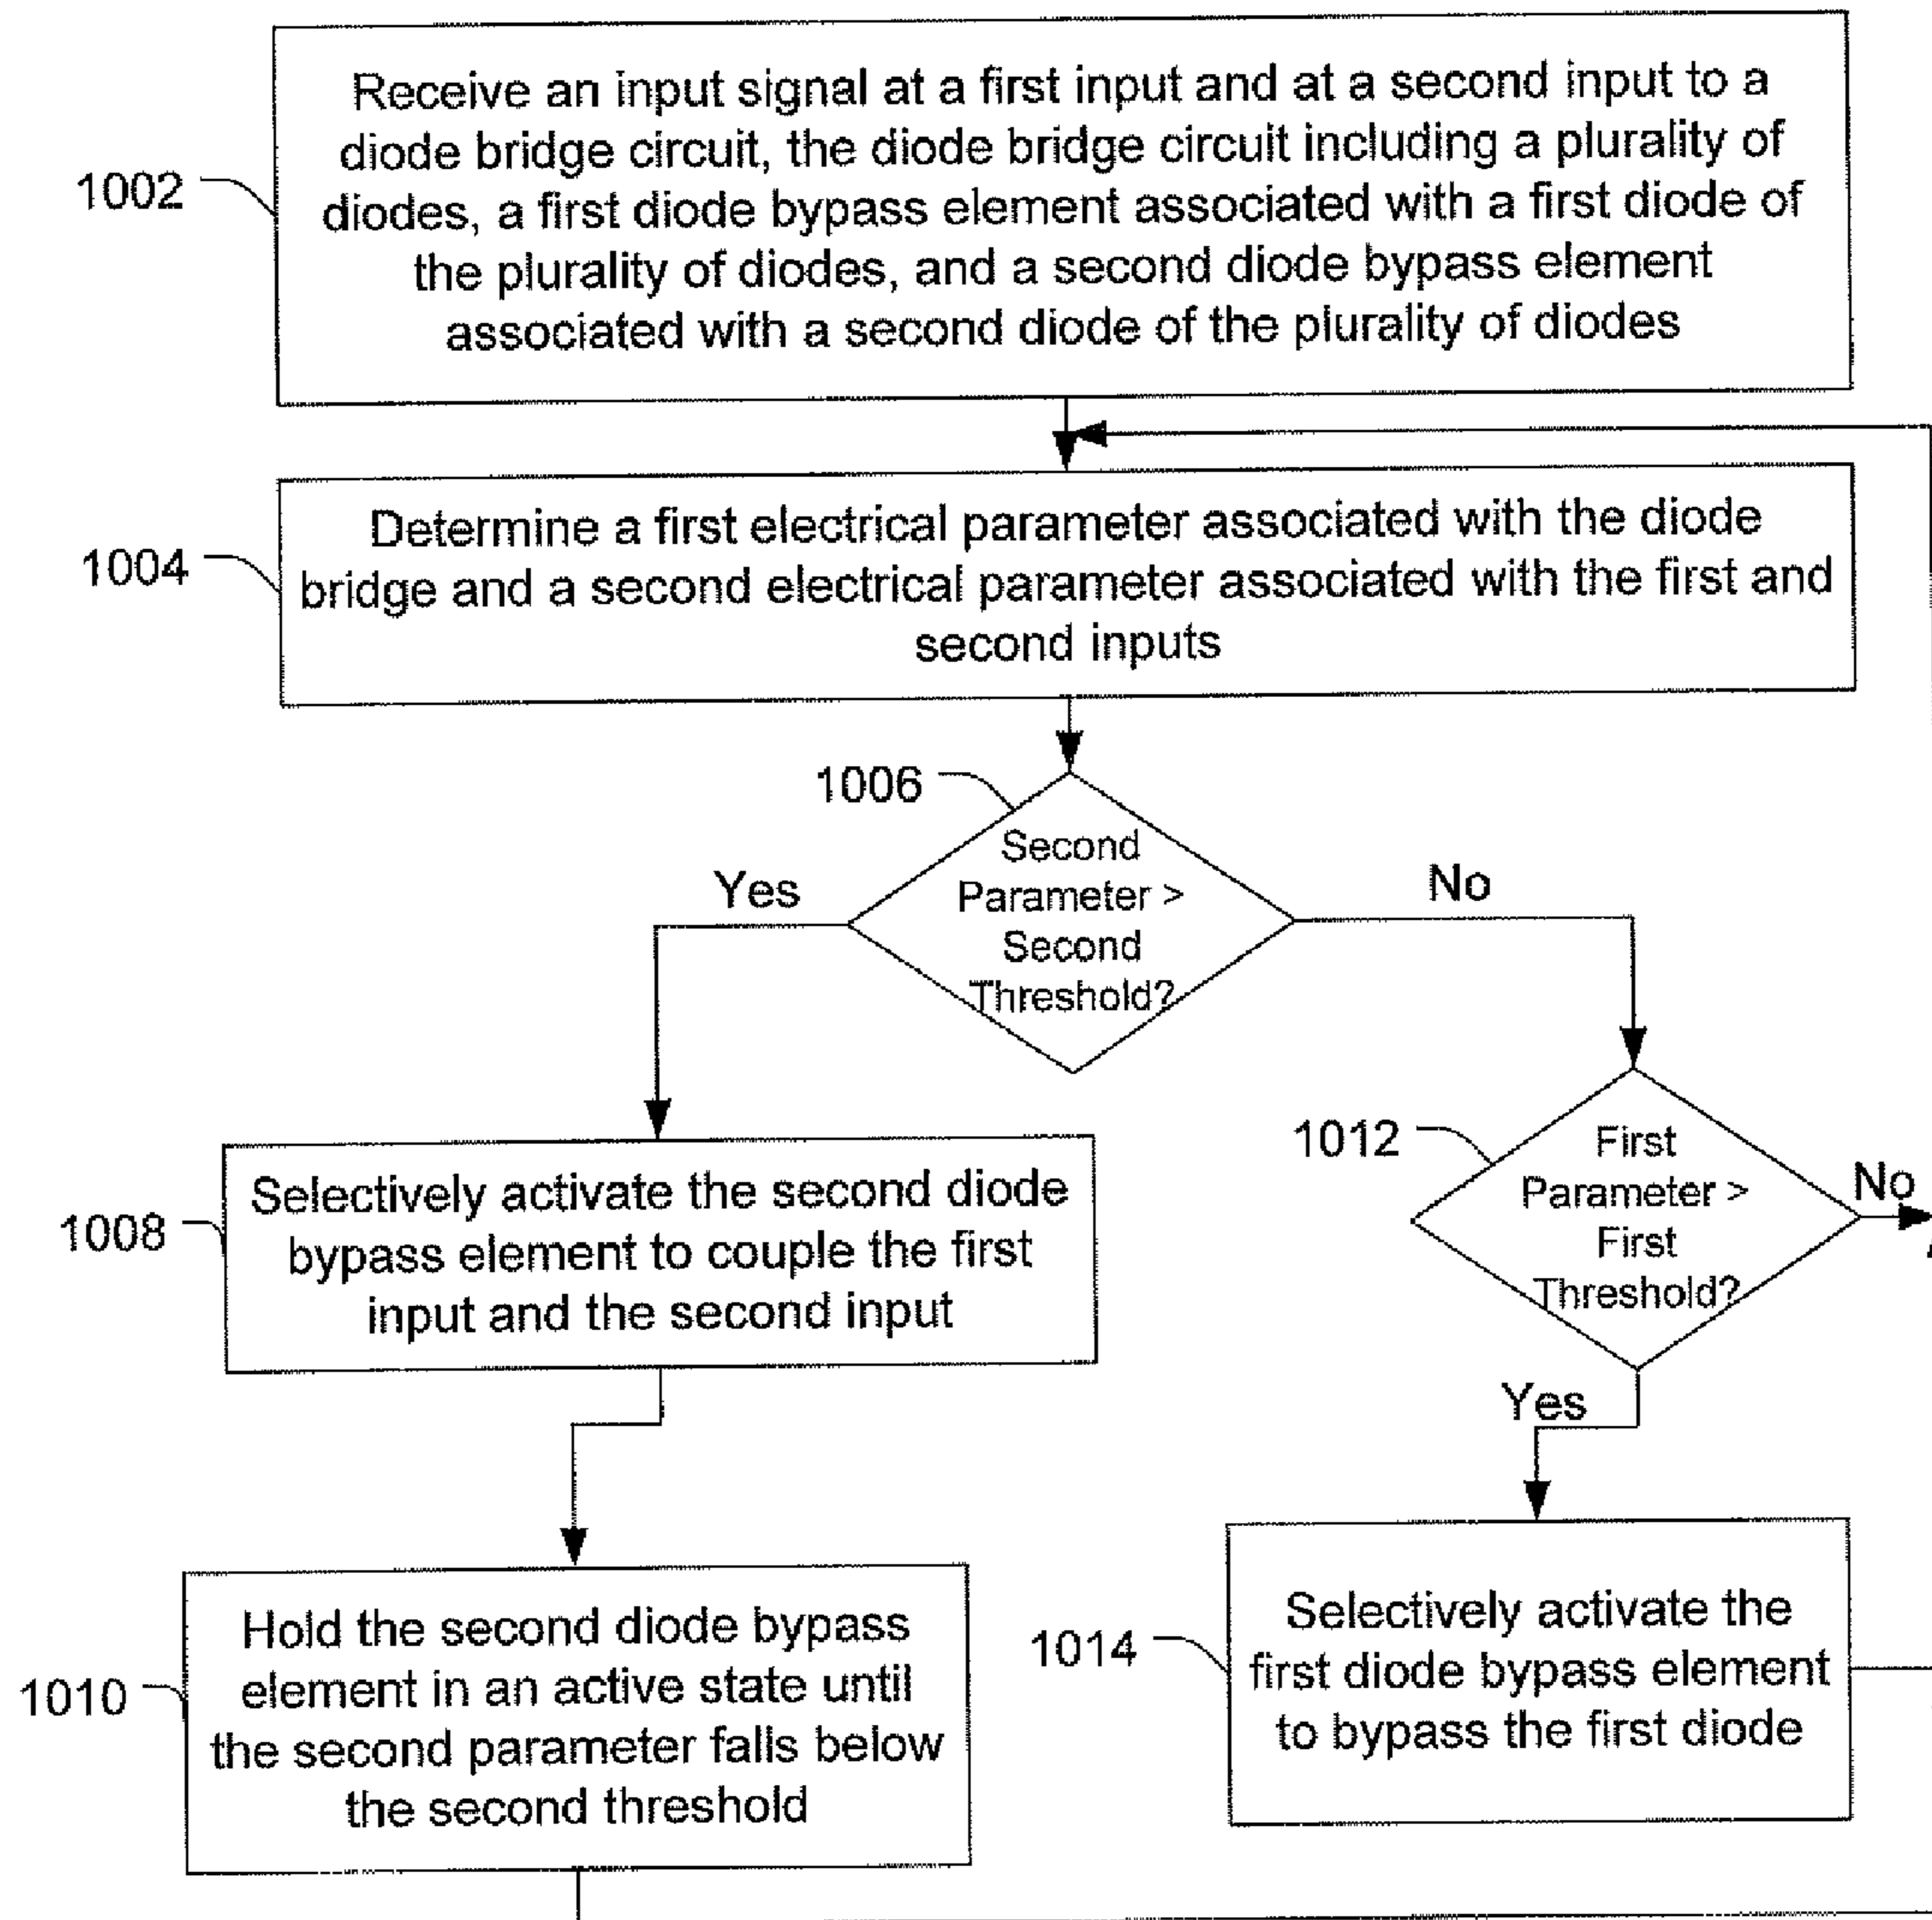 Receive an input signal at a first input and at a second input to a
diode bridge circuit, the diode bridge circuit including a plurality of
diodes, a first diode bypass element associated with a first diode of
the plurality of diodes, and a second diode bypass element
associated with a second diode of the plurality of diodes
1002
Determine a first electrical parameter associated with the diode
bridge and a second electrical parameter associated with the first and
second inputs
1004
1006
Second
Parameter >
Second
Threshold?
Yes
No
1012
First
Parameter >
First
Threshold?
No
Yes
1008
Selectively activate the second diode
bypass element to couple the first
input and the second input
1010
Hold the second diode bypass
element in an active state until
the second parameter falls below
the second threshold
1014
Selectively activate the
first diode bypass element
to bypass the first diode